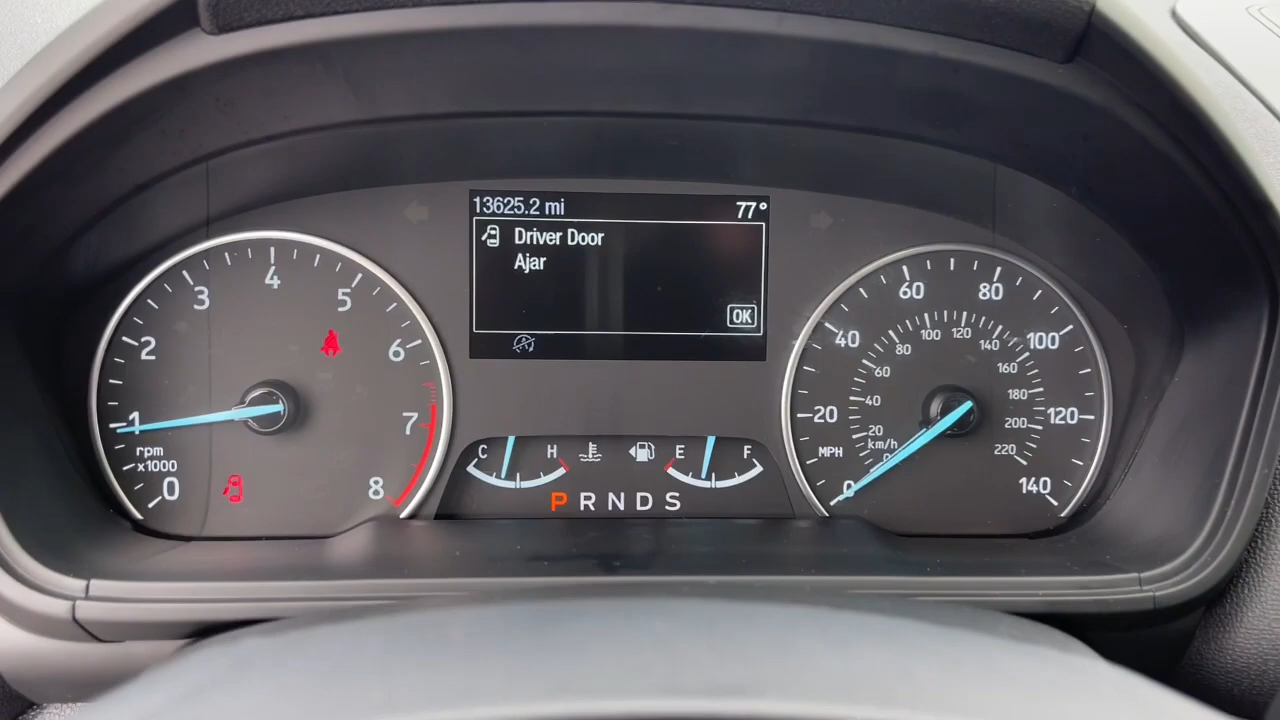 13625.2 mi 77°
Driver Door
Ajar
OK
0 1 2 3 4 5 6 7 8
rpm
x1000
C H
E F
P R N D S
0 20 40 60 80 100 120 140
MPH
0 20 40 60 80 100 120 140 160 180 200 220
km/h